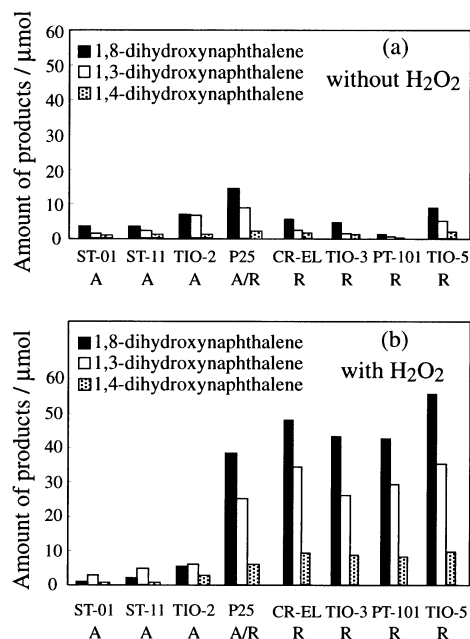 Amount of products / µmol
60
50
40
30
20
10
0
1,8-dihydroxynaphthalene
1,3-dihydroxynaphthalene
1,4-dihydroxynaphthalene
(a)
without H2O2
ST-01 ST-11 TIO-2 P25 CR-EL TIO-3 PT-101 TIO-5
A A A A/R R R R R
Amount of products / µmol
60
50
40
30
20
10
0
1,8-dihydroxynaphthalene
1,3-dihydroxynaphthalene
1,4-dihydroxynaphthalene
(b)
with H2O2
ST-01 ST-11 TIO-2 P25 CR-EL TIO-3 PT-101 TIO-5
A A A A/R R R R R